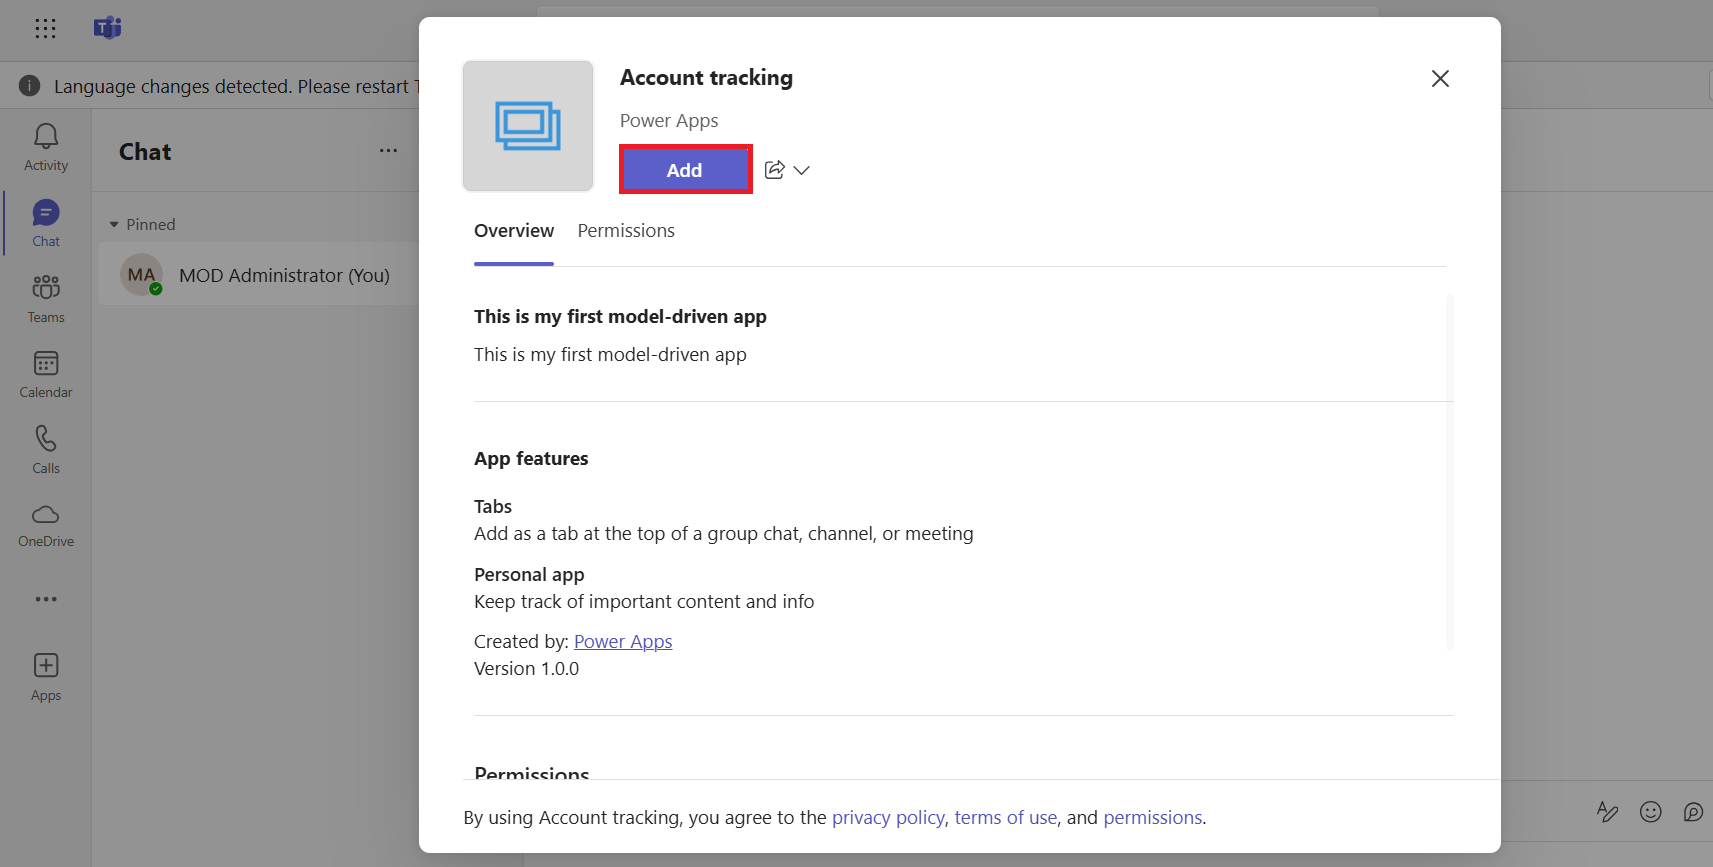 Language changes detected. Please restart
Activity
Chat
Teams
Calendar
Calls
OneDrive
Apps
Chat
Pinned
MA
MOD Administrator (You)
Account tracking
Power Apps
Add
Overview Permissions
This is my first model-driven app
This is my first model-driven app
App features
Tabs
Add as a tab at the top of a group chat, channel, or meeting
Personal app
Keep track of important content and info
Created by: Power Apps
Version 1.0.0
Permissions
By using Account tracking, you agree to the privacy policy, terms of use, and permissions.